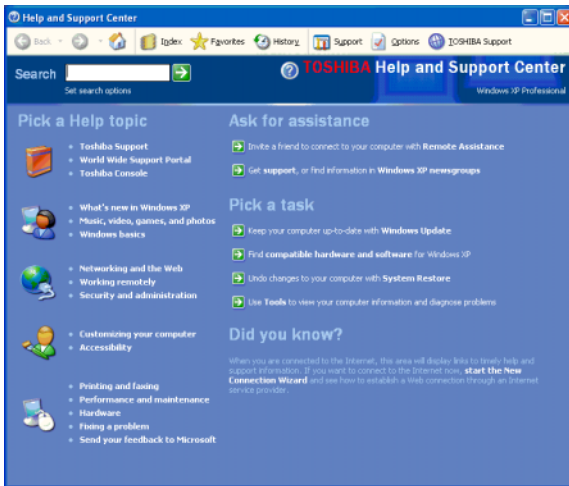 Help and Support Center
Back
Index Favorites History Support Options TOSHIBA Support
Search
Set search options
TOSHIBA Help and Support Center
Windows XP Professional
Pick a Help topic
Toshiba Support
World Wide Support Portal
Toshiba Console
What's new in Windows XP
Music, video, games, and photos
Windows basics
Networking and the Web
Working remotely
Security and administration
Customizing your computer
Accessibility
Printing and faxing
Performance and maintenance
Hardware
Fixing a problem
Send your feedback to Microsoft
Ask for assistance
Invite a friend to connect to your computer with Remote Assistance
Get support, or find information in Windows XP newsgroups
Pick a task
Keep your computer up-to-date with Windows Update
Find compatible hardware and software for Windows XP
Undo changes to your computer with System Restore
Use Tools to view your computer information and diagnose problems
Did you know?
When you are connected to the Internet, this area will display links to timely help and
support information. If you want to connect to the Internet now, start the New
Connection Wizard and see how to establish a Web connection through an Internet
service provider.